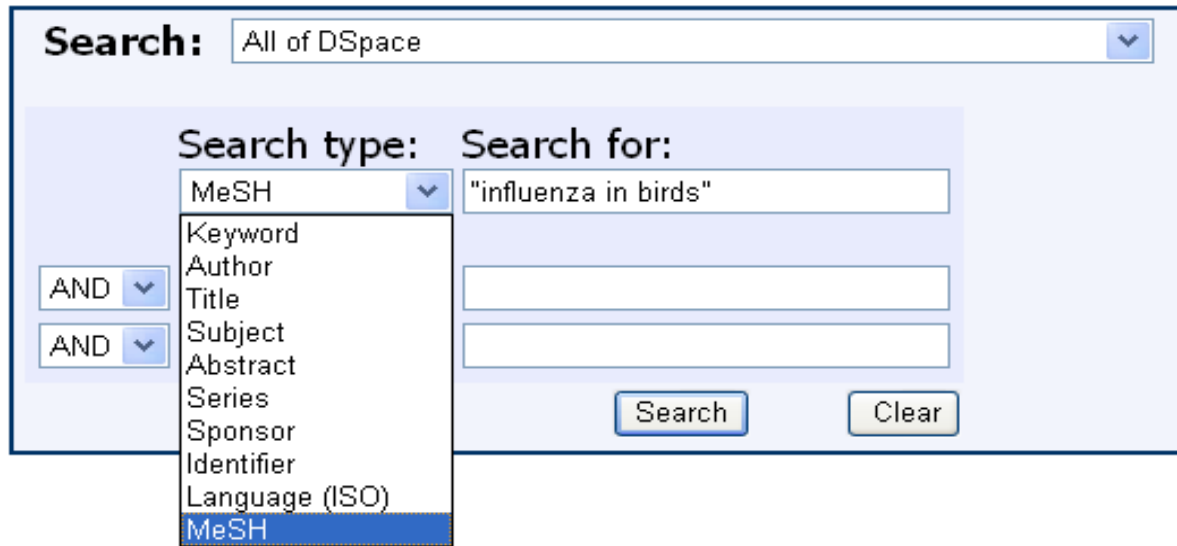 Search: All of DSpace
Search type: Search for:
MeSH "influenza in birds"
Keyword
Author
AND
Title
Subject
AND
Abstract
Series
Search Clear
Sponsor
Identifier
Language (ISO)
MeSH